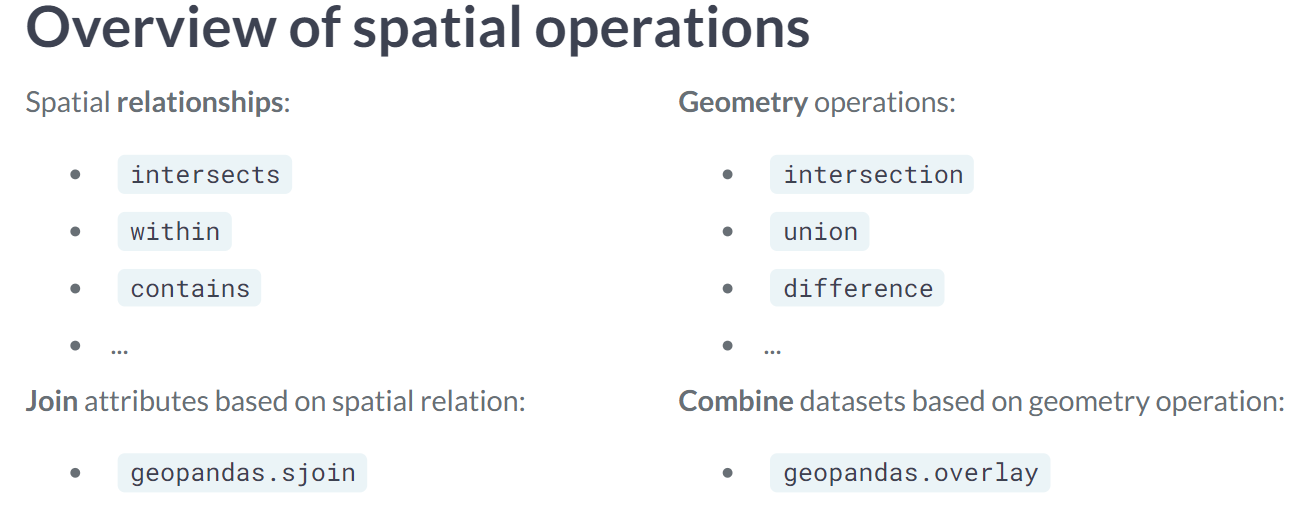 Overview of spatial operations
Spatial relationships:
• intersects
• within
• contains
• ...
Join attributes based on spatial relation:
• geopandas.sjoin
Geometry operations:
• intersection
• union
• difference
• ...
Combine datasets based on geometry operation:
• geopandas.overlay